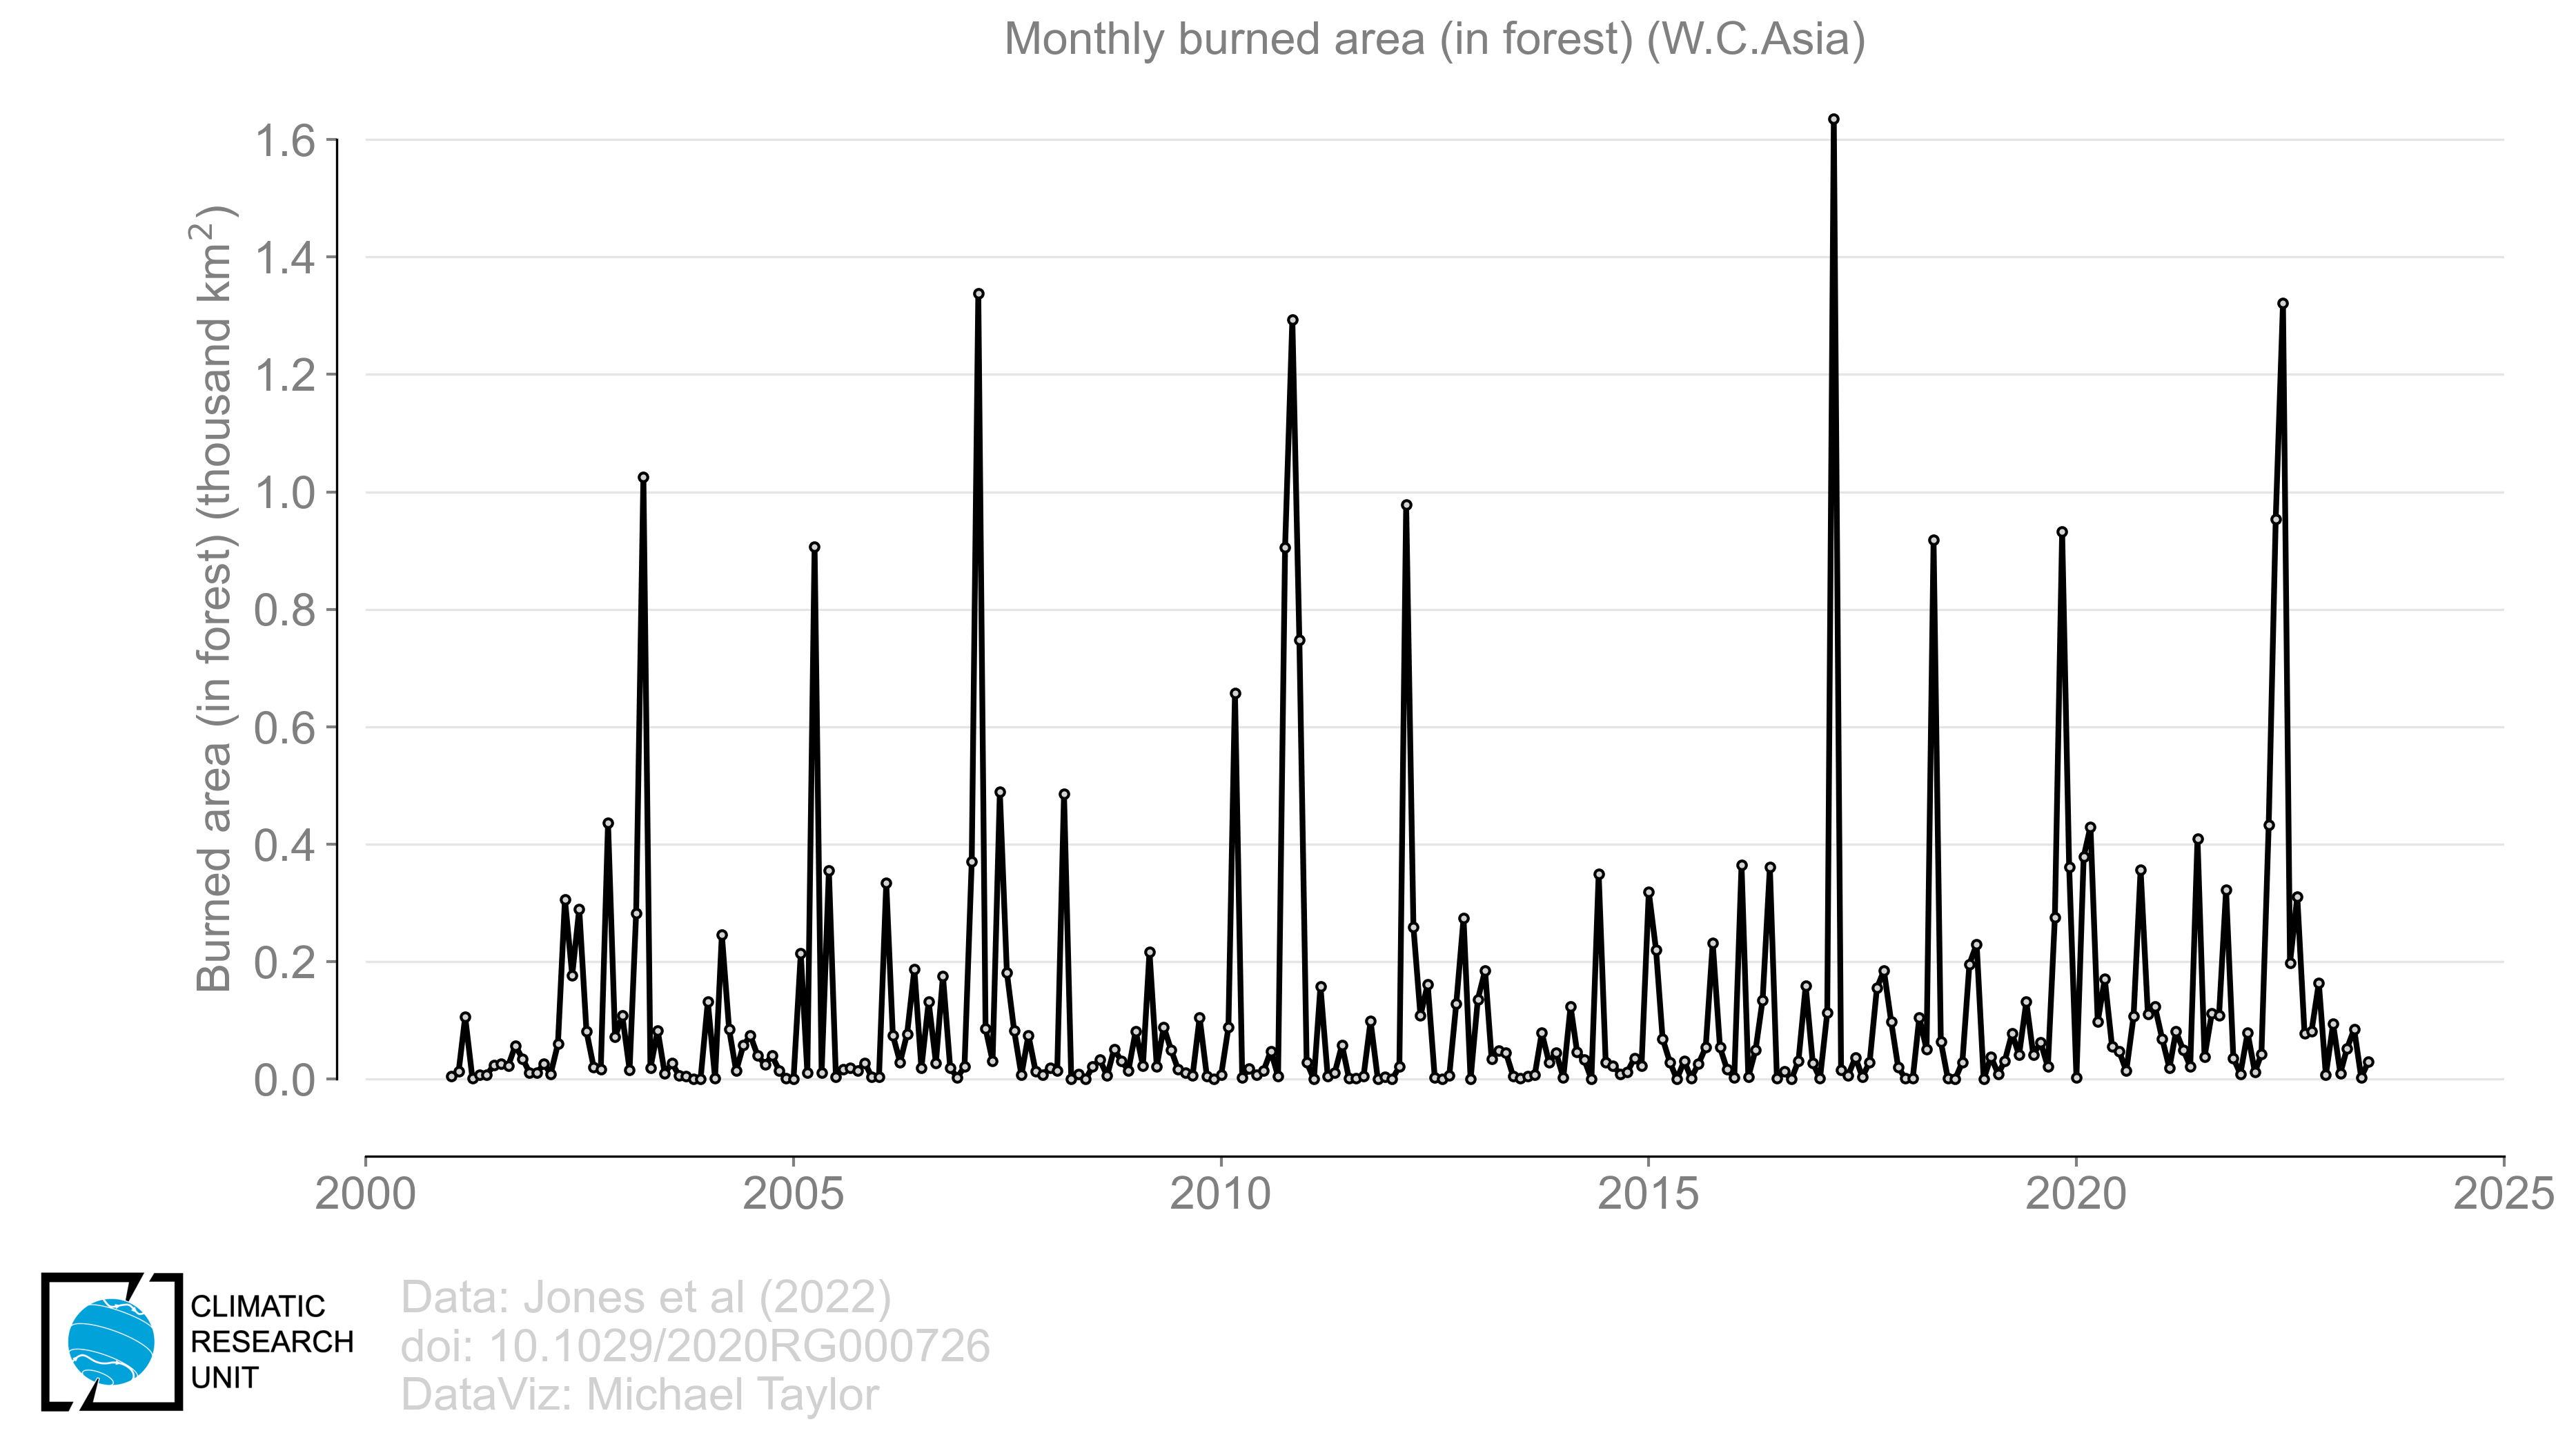 Monthly burned area (in forest) (W.C.Asia)
Burned area (in forest) (thousand km²)
1.6
1.4
1.2
1.0
0.8
0.6
0.4
0.2
0.0
2000 2005 2010 2015 2020 2025
CLIMATIC
RESEARCH
UNIT
Data: Jones et al (2022)
doi: 10.1029/2020RG000726
DataViz: Michael Taylor